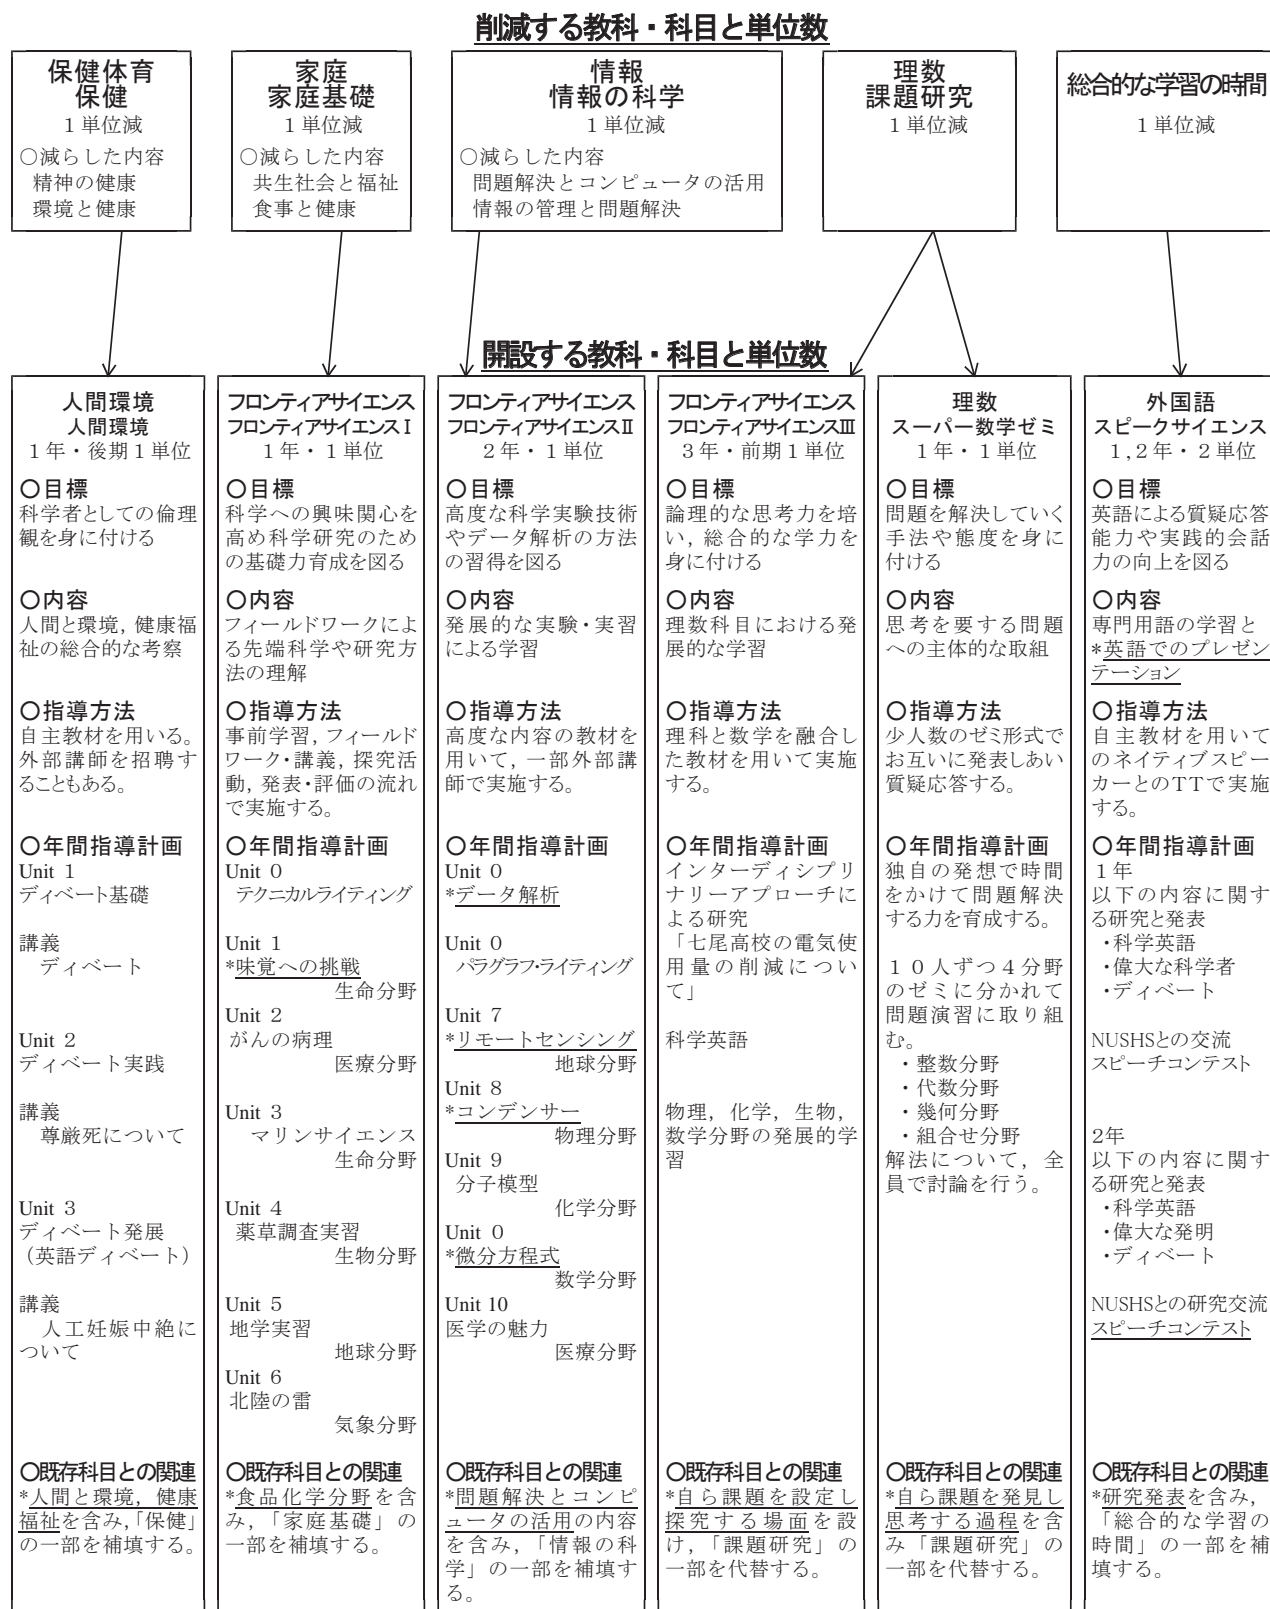 削減する教科・科目と単位数
保健体育
保健
１単位減
○減らした内容
精神の健康
環境と健康
家庭
家庭基礎
１単位減
○減らした内容
共生社会と福祉
食事と健康
情報
情報の科学
１単位減
○減らした内容
問題解決とコンピュータの活用
情報の管理と問題解決
理数
課題研究
１単位減
総合的な学習の時間
１単位減
開設する教科・科目と単位数
人間環境
人間環境
１年・後期１単位
○目標
科学者としての倫理
観を身に付ける
○内容
人間と環境，健康福
祉の総合的な考察
○指導方法
自主教材を用いる。
外部講師を招聘す
ることもある。
○年間指導計画
Unit １
ディベート基礎
講義
ディベート
Unit ２
ディベート実践
講義
尊厳死について
Unit ３
ディベート発展
（英語ディベート）
講義
人工妊娠中絶に
ついて
○既存科目との関連
*人間と環境，健康
福祉を含み，「保健」
の一部を補填する。
フロンティアサイエンス
フロンティアサイエンスⅠ
１年・１単位
○目標
科学への興味関心を
高め科学研究のため
の基礎力育成を図る
○内容
フィールドワークによ
る先端科学や研究方
法の理解
○指導方法
事前学習，フィールド
ワーク・講義，探究活
動，発表・評価の流れ
で実施する。
○年間指導計画
Unit ０
テクニカルライティング
Unit １
*味覚への挑戦
生命分野
Unit ２
がんの病理
医療分野
Unit ３
マリンサイエンス
生命分野
Unit ４
薬草調査実習
生物分野
Unit ５
地学実習
地球分野
Unit ６
北陸の雷
気象分野
○既存科目との関連
*食品化学分野を含
み，「家庭基礎」の
一部を補填する。
フロンティアサイエンス
フロンティアサイエンスⅡ
２年・１単位
○目標
高度な科学実験技術
やデータ解析の方法
の習得を図る
○内容
発展的な実験・実習
による学習
○指導方法
高度な内容の教材を
用いて，一部外部講
師で実施する。
○年間指導計画
Unit ０
*データ解析
Unit ０
パラグラフ・ライティング
Unit ７
*リモートセンシング
地球分野
Unit ８
*コンデンサー
物理分野
Unit ９
分子模型
化学分野
Unit ０
*微分方程式
数学分野
Unit 10
医学の魅力
医療分野
○既存科目との関連
*問題解決とコンピ
ュータの活用の内容
を含み，「情報の科
学」の一部を補填す
る。
フロンティアサイエンス
フロンティアサイエンスⅢ
３年・前期１単位
○目標
論理的な思考力を培
い，総合的な学力を
身に付ける
○内容
理数科目における発
展的な学習
○指導方法
理科と数学を融合し
た教材を用いて実施
する。
○年間指導計画
インターディシプリ
ナリーアプローチに
よる研究
「七尾高校の電気使
用量の削減につい
て」
科学英語
物理，化学，生物，
数学分野の発展的学
習
○既存科目との関連
*自ら課題を設定し
探究する場面を設
け，「課題研究」の
一部を代替する。
理数
スーパー数学ゼミ
１年・１単位
○目標
問題を解決していく
手法や態度を身に
付ける
○内容
思考を要する問題
への主体的な取組
○指導方法
少人数のゼミ形式で
お互いに発表しあい
質疑応答する。
○年間指導計画
独自の発想で時間
をかけて問題解決
する力を育成する。
１０人ずつ４分野
のゼミに分かれて
問題演習に取り組
む。
・整数分野
・代数分野
・幾何分野
・組合せ分野
解法について，全
員で討論を行う。
○既存科目との関連
*自ら課題を発見し
思考する過程を含
み「課題研究」の
一部を代替する。
外国語
スピークサイエンス
１,２年・２単位
○目標
英語による質疑応答
能力や実践的会話
力の向上を図る
○内容
専門用語の学習と
*英語でのプレゼン
テーション
○指導方法
自主教材を用いて
のネイティブスピー
カーとのＴＴで実施
する。
○年間指導計画
１年
以下の内容に関す
る研究と発表
・科学英語
・偉大な科学者
・ディベート
NUSHSとの交流
スピーチコンテスト
２年
以下の内容に関す
る研究と発表
・科学英語
・偉大な発明
・ディベート
NUSHSとの研究交流
スピーチコンテスト
○既存科目との関連
*研究発表を含み，
「総合的な学習の
時間」の一部を補
填する。